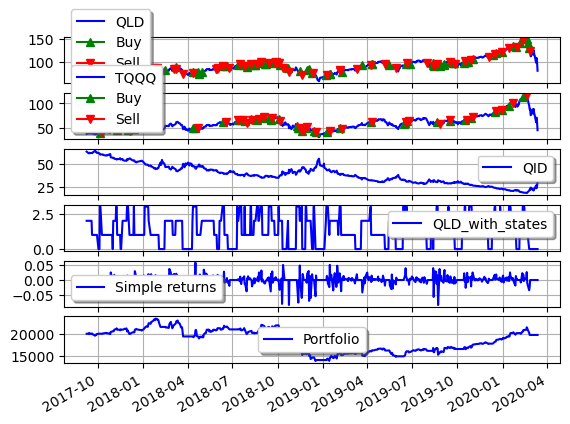 QLD
Buy
Sell
150
100
TQQQ
Buy
Sell
100
50
QID
50
25
QLD_with_states
2.5
0.0
Simple returns
0.05
0.00
−0.05
Portfolio
20000
15000
2017-10 2018-01 2018-04 2018-07 2018-10 2019-01 2019-04 2019-07 2019-10 2020-01 2020-04